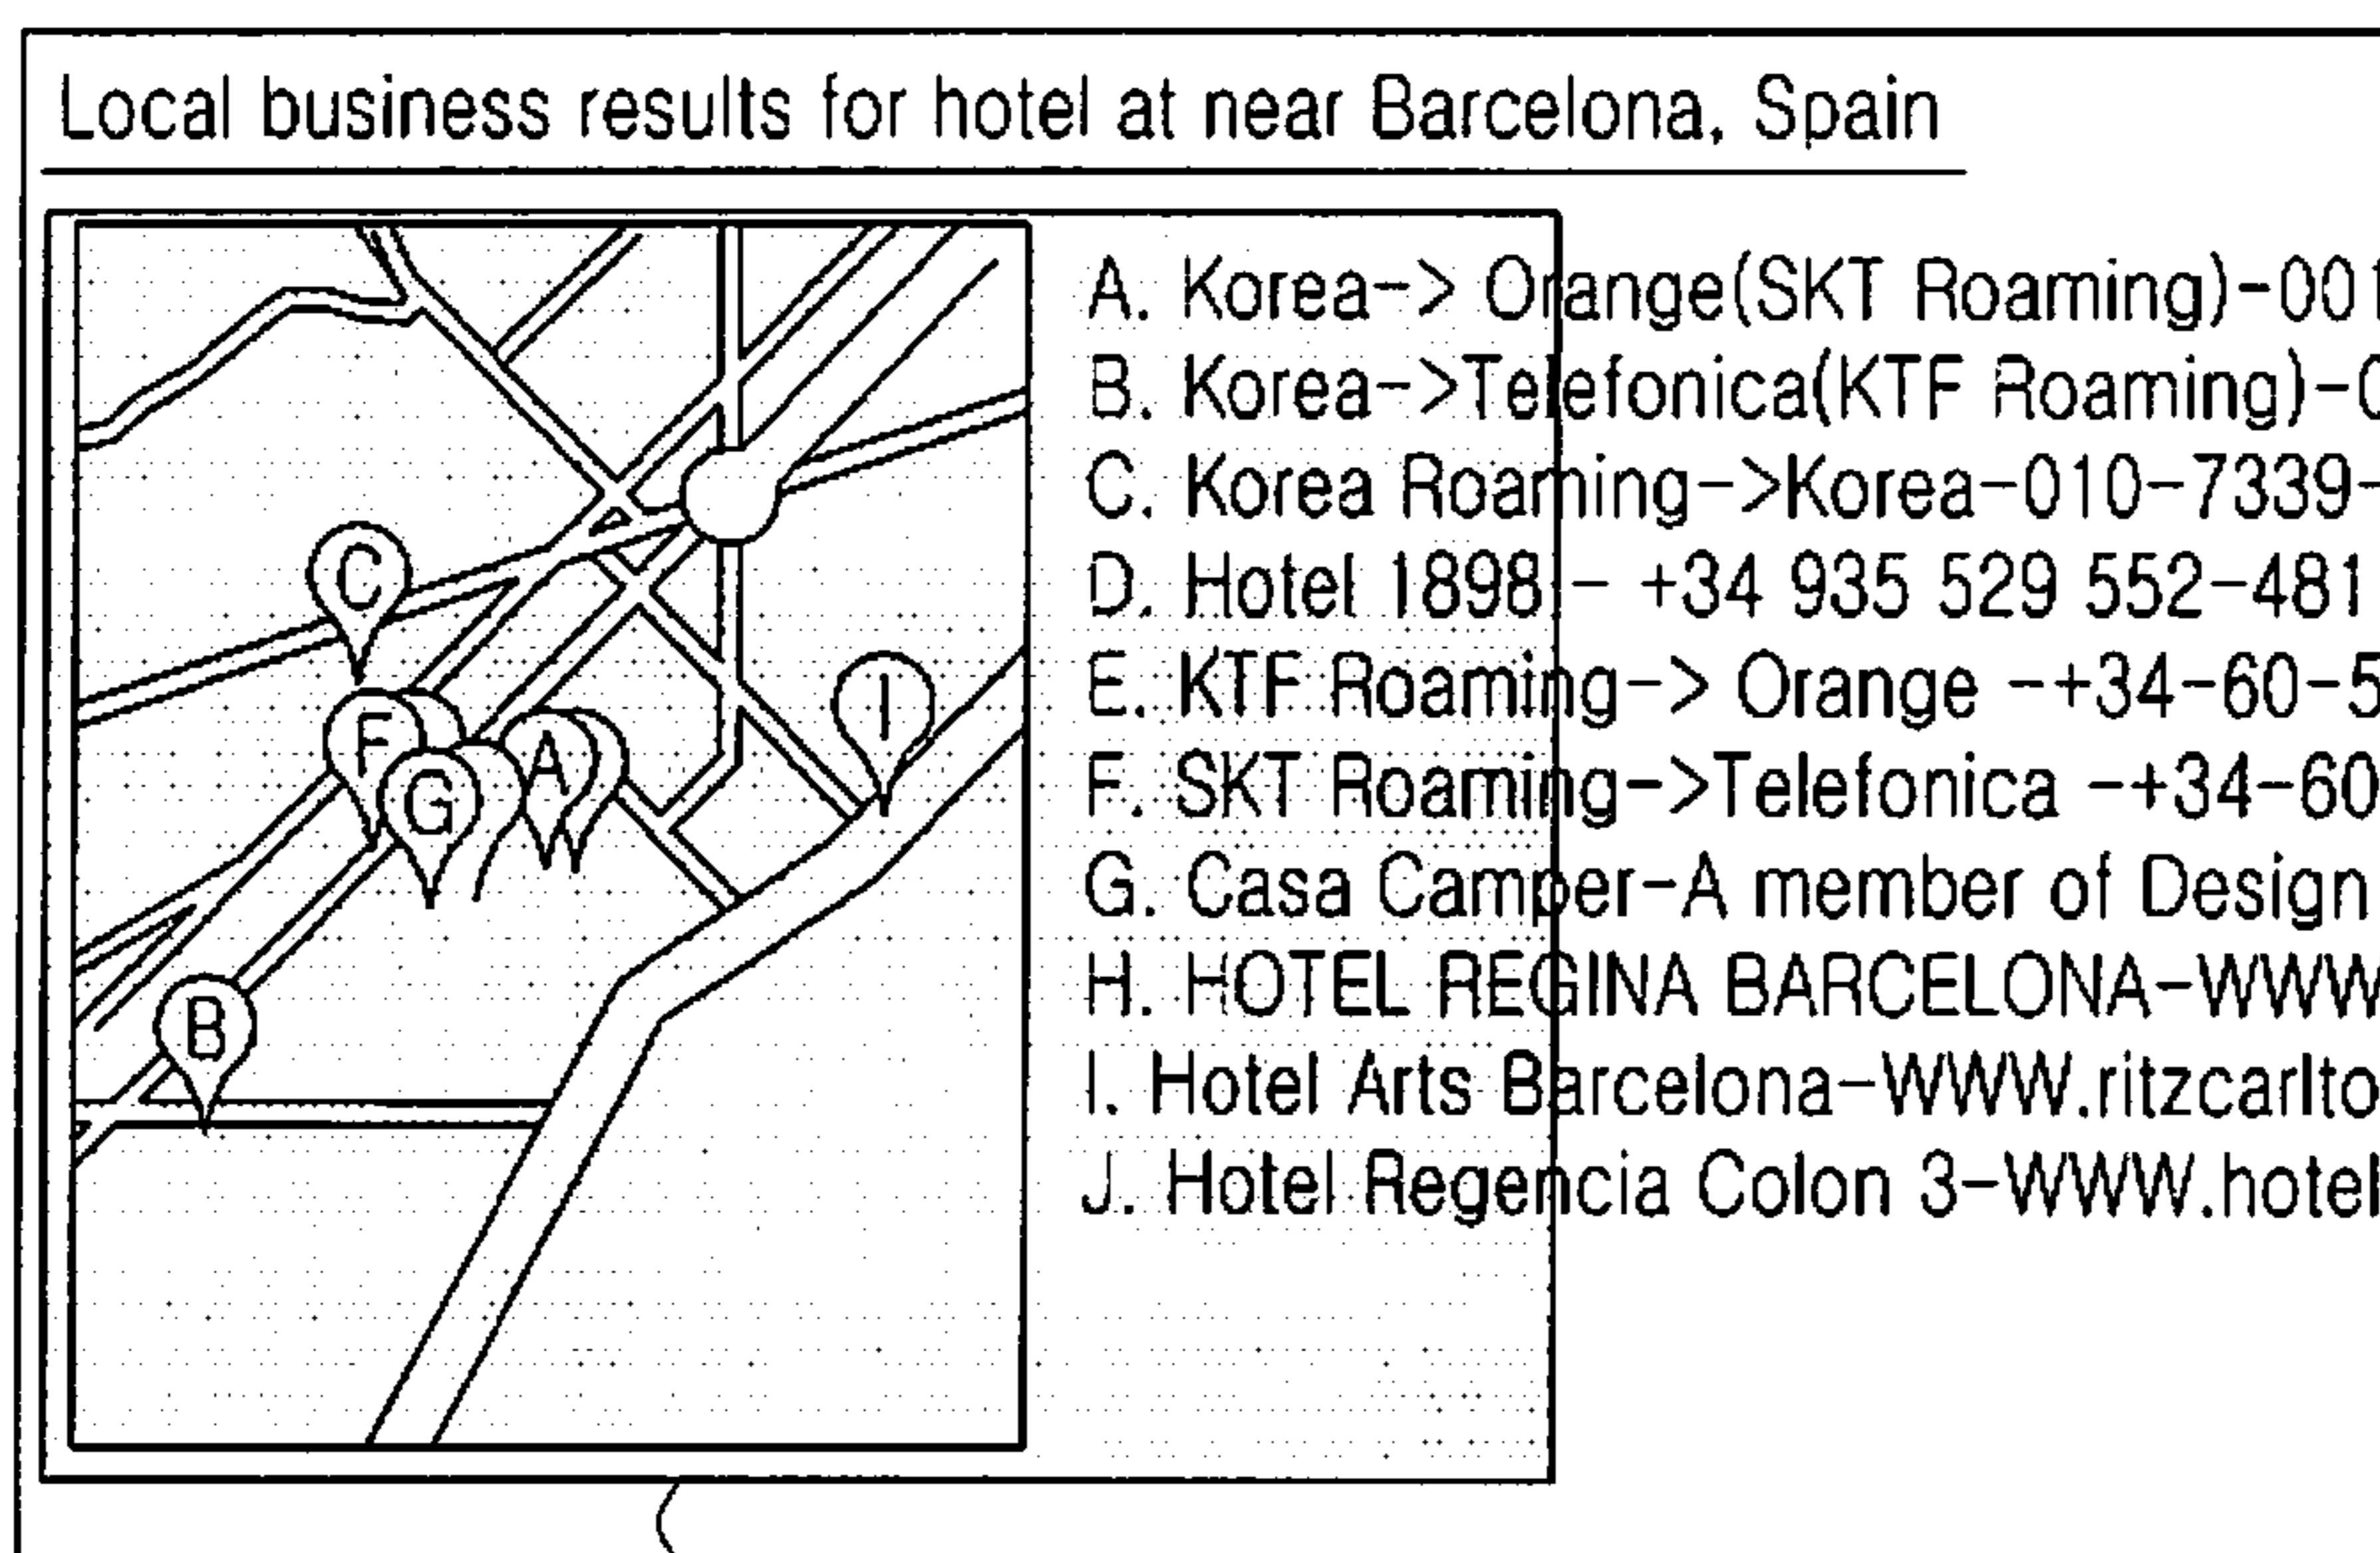 Local business results for hotel at near Barcelona, Spain
A. Korea-> Orange(SKT Roaming)-001
B. Korea->Telefonica(KTF Roaming)-0
C. Korea Roaming->Korea-010-7339-
D. Hotel 1898 - +34 935 529 552-481
E. KTF Roaming-> Orange -+34-60-5
F. SKT Roaming->Telefonica -+34-60
G. Casa Camper-A member of Design
H. HOTEL REGINA BARCELONA-WWW
I. Hotel Arts Barcelona-WWW.ritzcarlto
J. Hotel Regencia Colon 3-WWW.hotel
C
I
F
A
G
B